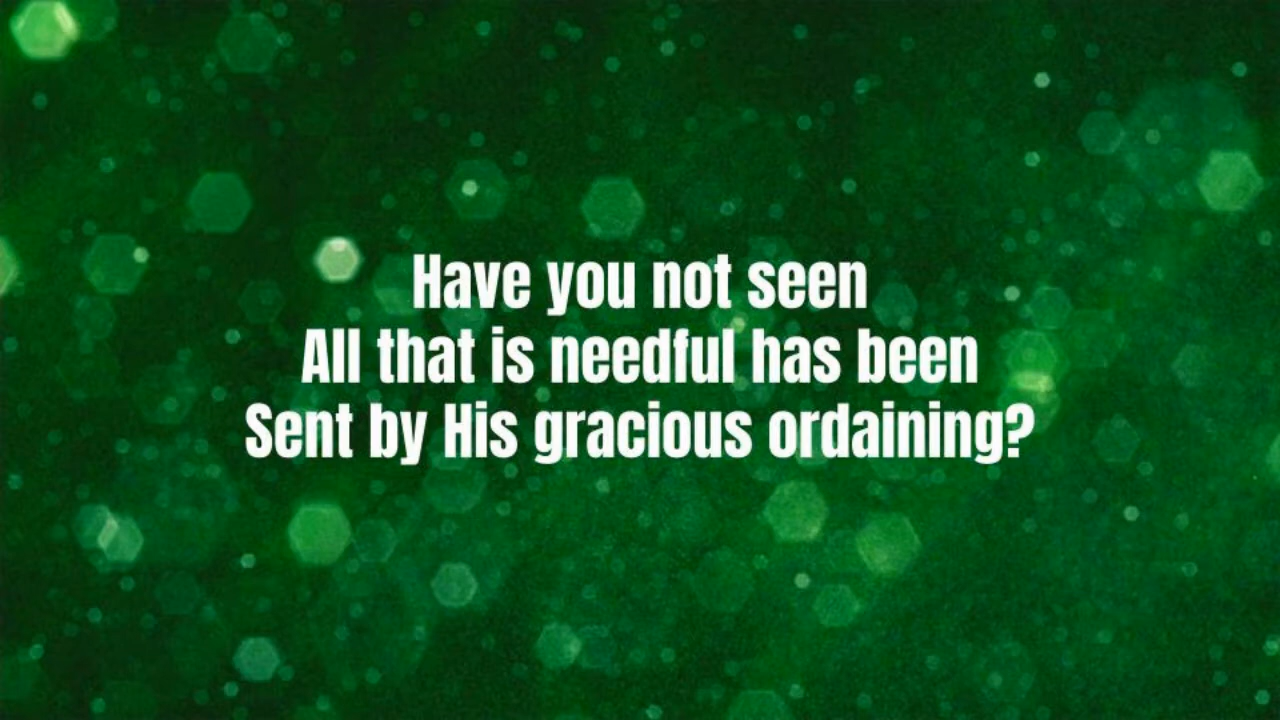 Have you not seen
All that is needful has been
Sent by His gracious ordaining?